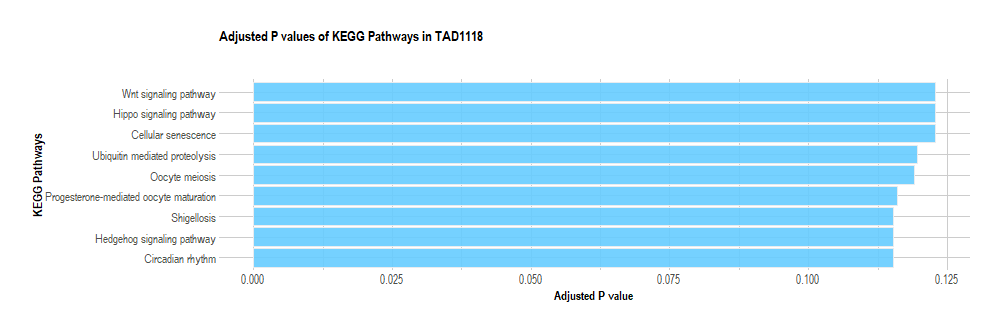 Adjusted P values of KEGG Pathways in TAD1118
KEGG Pathways
Wnt signaling pathway
Hippo signaling pathway
Cellular senescence
Ubiquitin mediated proteolysis
Oocyte meiosis
Progesterone-mediated oocyte maturation
Shigellosis
Hedgehog signaling pathway
Circadian rhythm
0.000 0.025 0.050 0.075 0.100 0.125
Adjusted P value